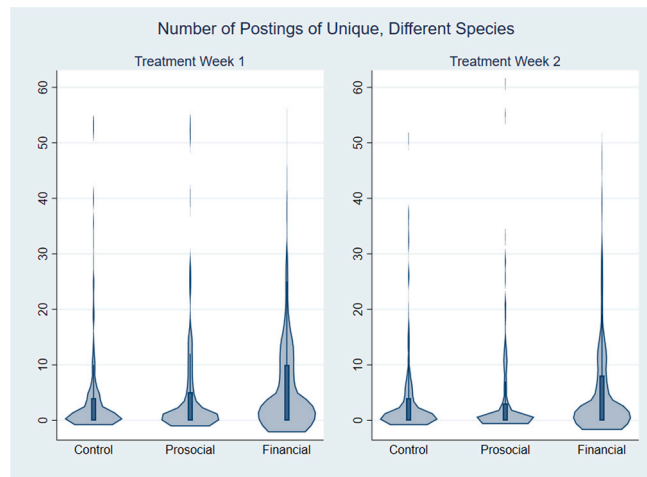 Number of Postings of Unique, Different Species
Treatment Week 1
Treatment Week 2
60
50
40
30
20
10
0
60
50
40
30
20
10
0
Control Prosocial Financial
Control Prosocial Financial